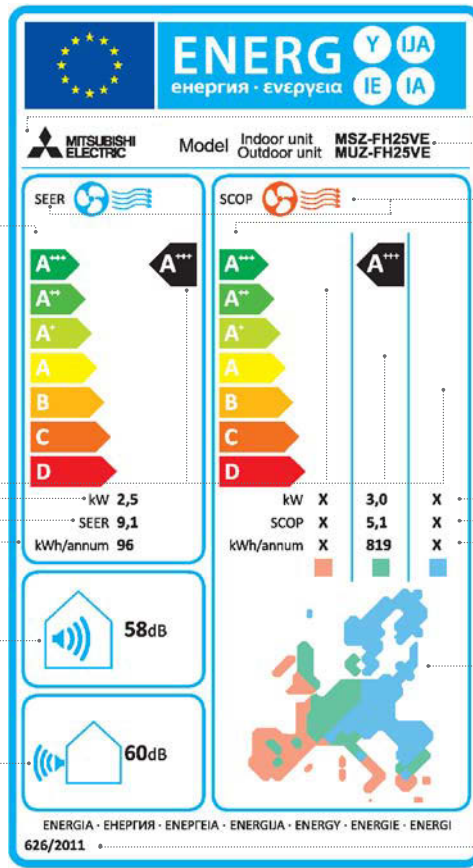 ENERG
енергия · ενεργεια
Y IJA
IE IA
MITSUBISHI
ELECTRIC
Model Indoor unit MSZ-FH25VE
Outdoor unit MUZ-FH25VE
SEER
A+++ A+++
A++
A+
A
B
C
D
kW 2,5
SEER 9,1
kWh/annum 96
SCOP
A+++ A+++
A++
A+
A
B
C
D
kW X 3,0 X
SCOP X 5,1 X
kWh/annum X 819 X
58dB
60dB
ENERGIA · ЕНЕРГИЯ · ΕΝΕΡΓΕΙΑ · ENERGIJA · ENERGY · ENERGIE · ENERGI
626/2011